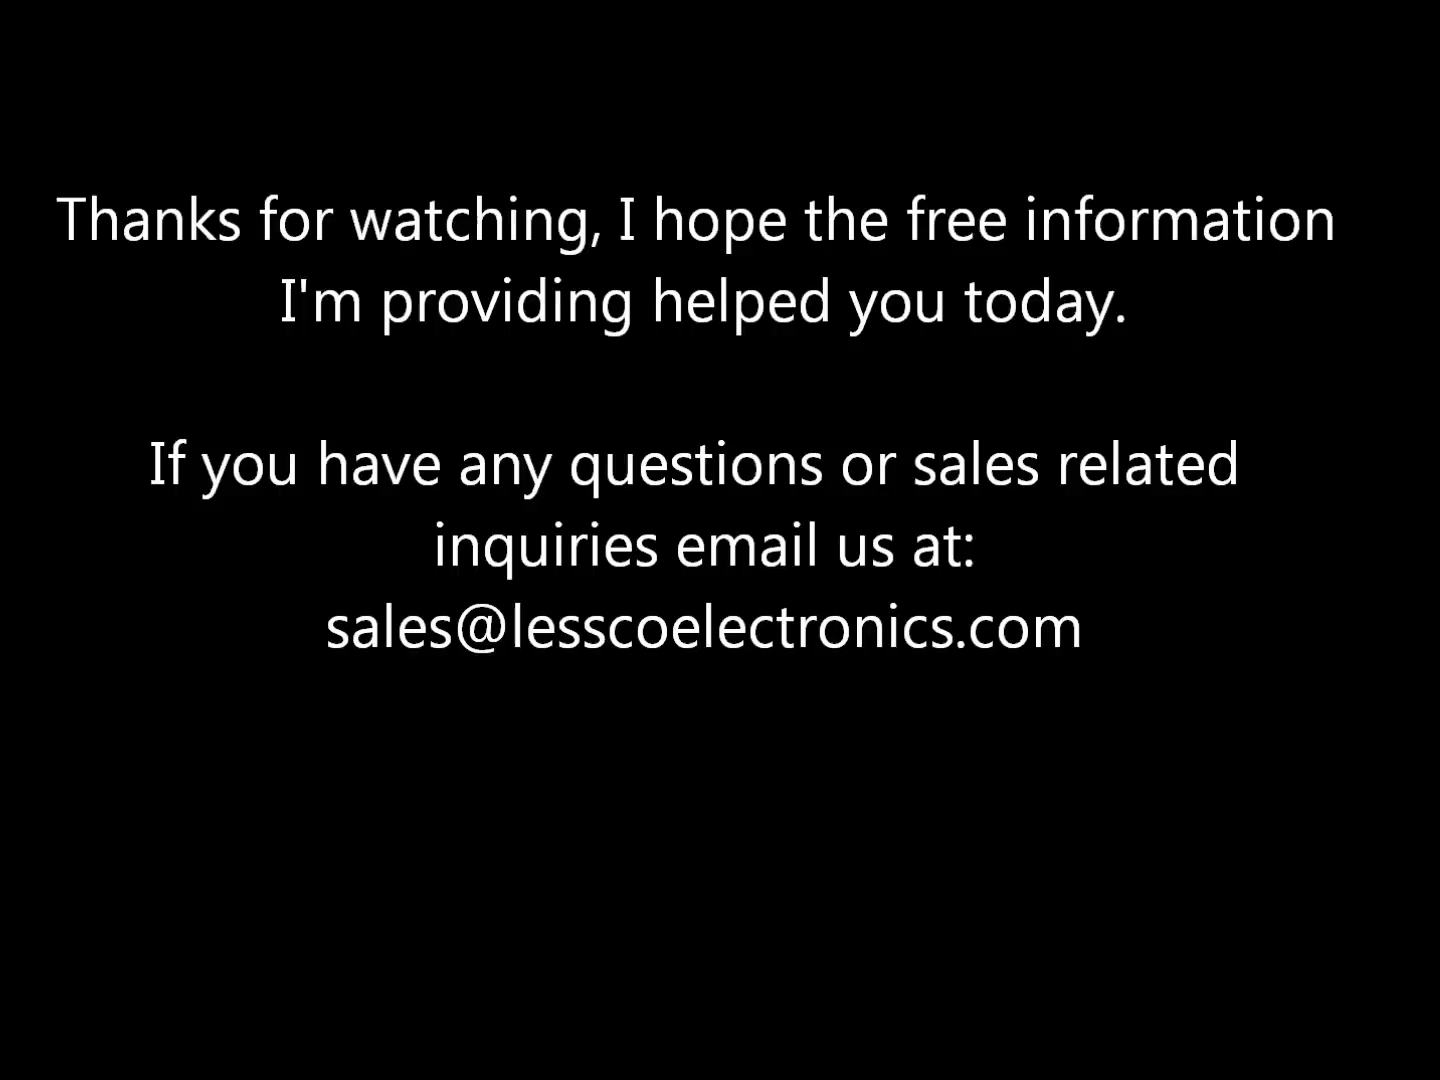 Thanks for watching, I hope the free information
I'm providing helped you today.
If you have any questions or sales related
inquiries email us at:
sales@lesscoelectronics.com